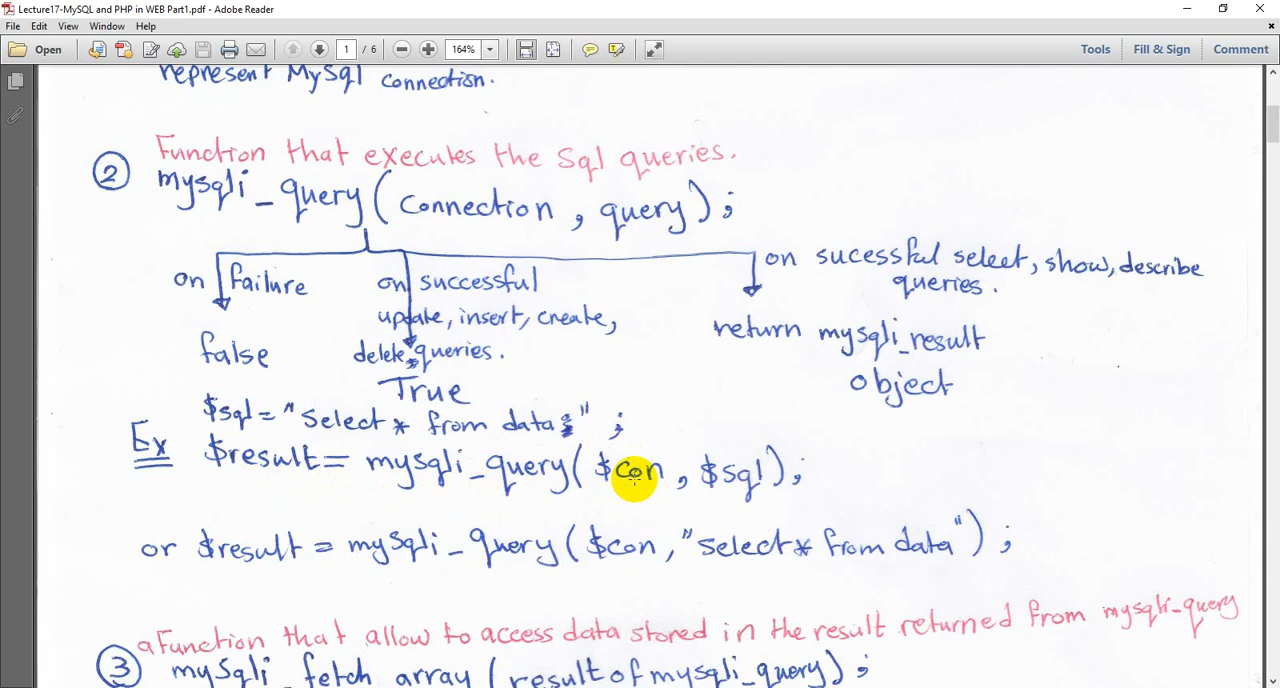 Lecture17-MySQL and PHP in WEB Part1.pdf - Adobe Reader
File Edit View Window Help
Open 1 / 6 164% Tools Fill & Sign Comment
represent MySql connection.
Function that executes the Sql queries.
2 mysqli_query(connection, query);
on failure
false
on successful
update, insert, create,
delete queries.
True
on sucessful select, show, describe
queries.
return mysqli_result
object
$sql = "select * from data;" ;
Ex $result = mysqli_query($con, $sql);
or $result = mysqli_query($con, "select * from data");
a Function that allow to access data stored in the result returned from mysqli_query
3 mysqli_fetch_array (result of mysqli_query);